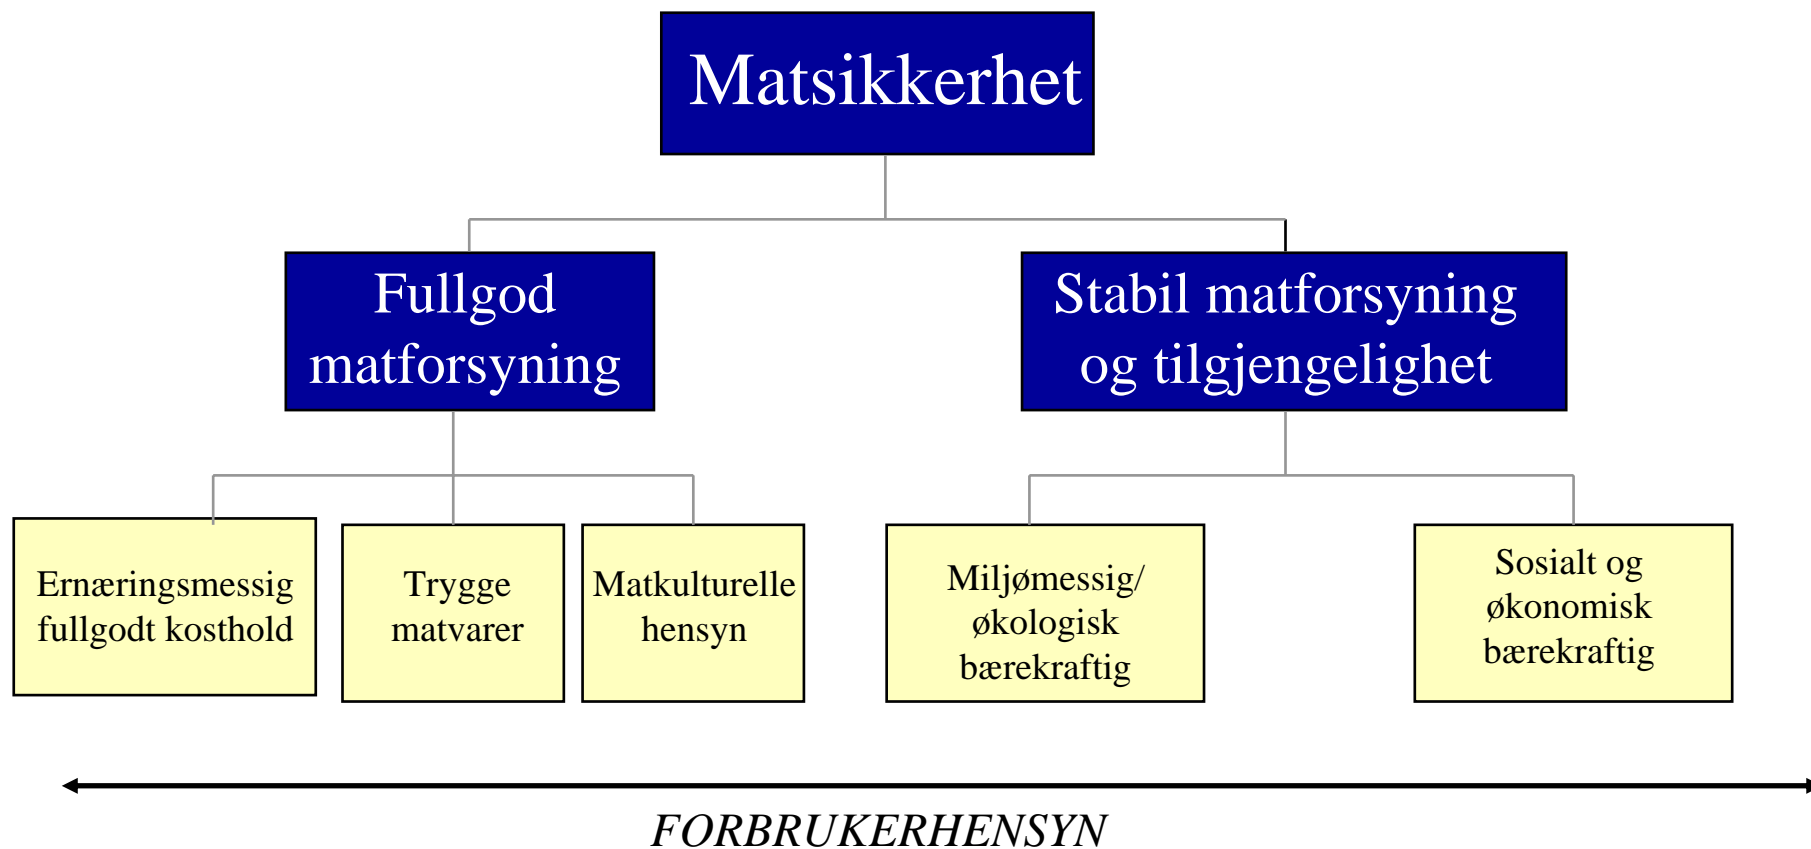 Matsikkerhet
Fullgod
matforsyning
Stabil matforsyning
og tilgjengelighet
Ernæringsmessig
fullgodt kosthold
Trygge
matvarer
Matkulturelle
hensyn
Miljømessig/
økologisk
bærekraftig
Sosialt og
økonomisk
bærekraftig
FORBRUKERHENSYN